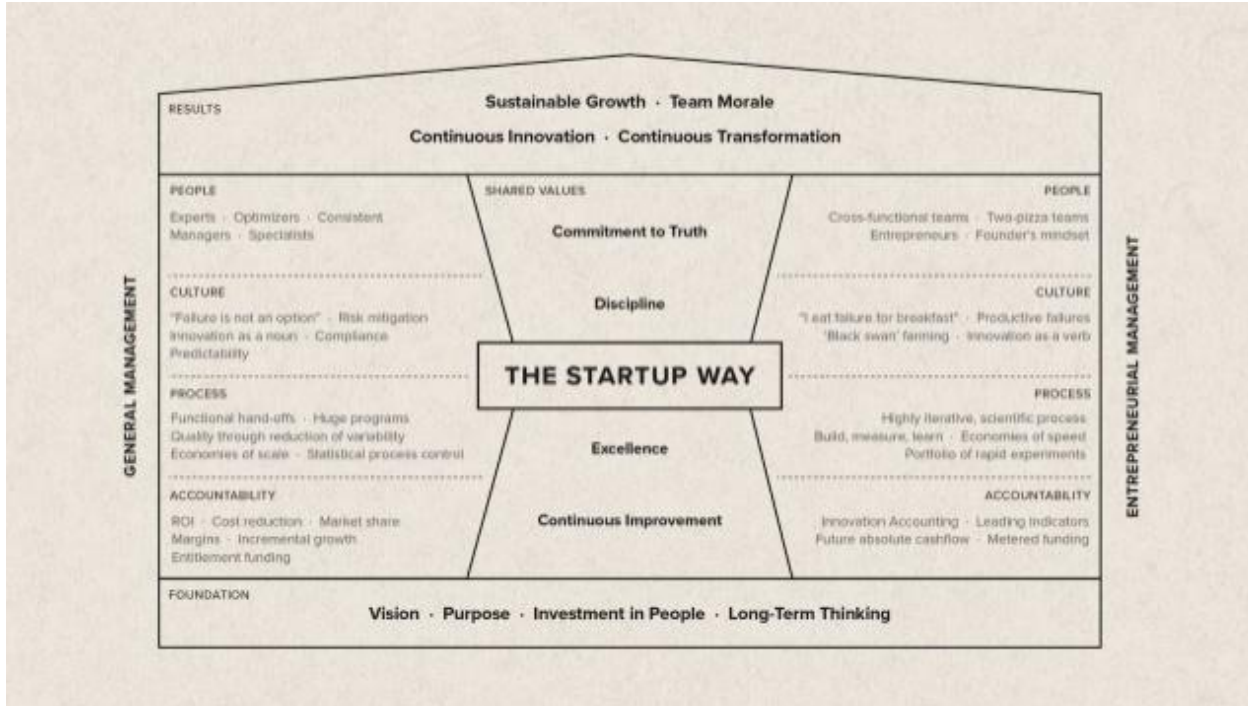 RESULTS
Sustainable Growth · Team Morale
Continuous Innovation · Continuous Transformation
GENERAL MANAGEMENT
PEOPLE
Experts · Optimizers · Consistent
Managers · Specialists
CULTURE
"Failure is not an option" · Risk mitigation
Innovation as a noun · Compliance
Predictability
PROCESS
Functional hand-offs · Huge programs
Quality through reduction of variability
Economies of scale · Statistical process control
ACCOUNTABILITY
ROI · Cost reduction · Market share
Margins · Incremental growth
Entitlement funding
SHARED VALUES
Commitment to Truth
Discipline
THE STARTUP WAY
Excellence
Continuous Improvement
PEOPLE
Cross-functional teams · Two-pizza teams
Entrepreneurs · Founder's mindset
CULTURE
"I eat failure for breakfast" · Productive failures
'Black swan' farming · Innovation as a verb
PROCESS
Highly iterative, scientific process
Build, measure, learn · Economies of speed
Portfolio of rapid experiments
ACCOUNTABILITY
Innovation Accounting · Leading indicators
Future absolute cashflow · Metered funding
ENTREPRENEURIAL MANAGEMENT
FOUNDATION
Vision · Purpose · Investment in People · Long-Term Thinking